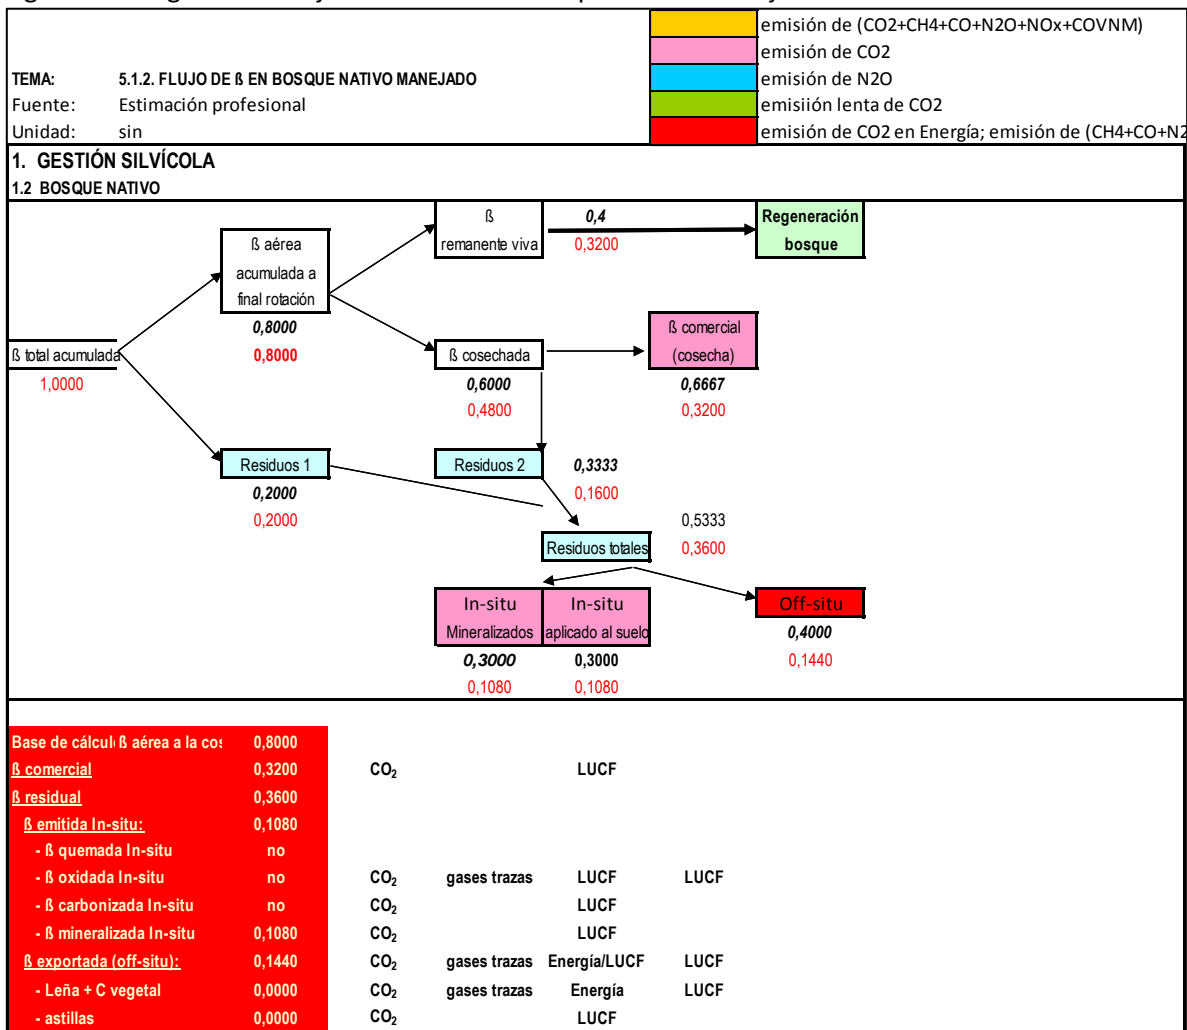 emisión de (CO2+CH4+CO+N2O+NOx+COVNM)
emisión de CO2
TEMA: 5.1.2. FLUJO DE ß EN BOSQUE NATIVO MANEJADO
emisión de N2O
Fuente: Estimación profesional
emisiión lenta de CO2
Unidad: sin
emisión de CO2 en Energía; emisión de (CH4+CO+N2
1. GESTIÓN SILVÍCOLA
1.2 BOSQUE NATIVO
ß
remanente viva
0,4
0,3200
Regeneración
bosque
ß aérea
acumulada a
final rotación
0,8000
0,8000
ß total acumulada
1,0000
ß cosechada
0,6000
0,4800
ß comercial
(cosecha)
0,6667
0,3200
Residuos 1
0,2000
0,2000
Residuos 2
0,3333
0,1600
0,5333
Residuos totales
0,3600
In-situ
Mineralizados
0,3000
0,1080
In-situ
aplicado al suelo
0,3000
0,1080
Off-situ
0,4000
0,1440
Base de cálcul ß aérea a la co 0,8000
ß comercial 0,3200 CO₂ LUCF
ß residual 0,3600
ß emitida In-situ: 0,1080
- ß quemada In-situ no
- ß oxidada In-situ no CO₂ gases trazas LUCF LUCF
- ß carbonizada In-situ no CO₂ LUCF
- ß mineralizada In-situ 0,1080 CO₂ LUCF
ß exportada (off-situ): 0,1440 CO₂ gases trazas Energía/LUCF LUCF
- Leña + C vegetal 0,0000 CO₂ gases trazas Energía LUCF
- astillas 0,0000 CO₂ LUCF